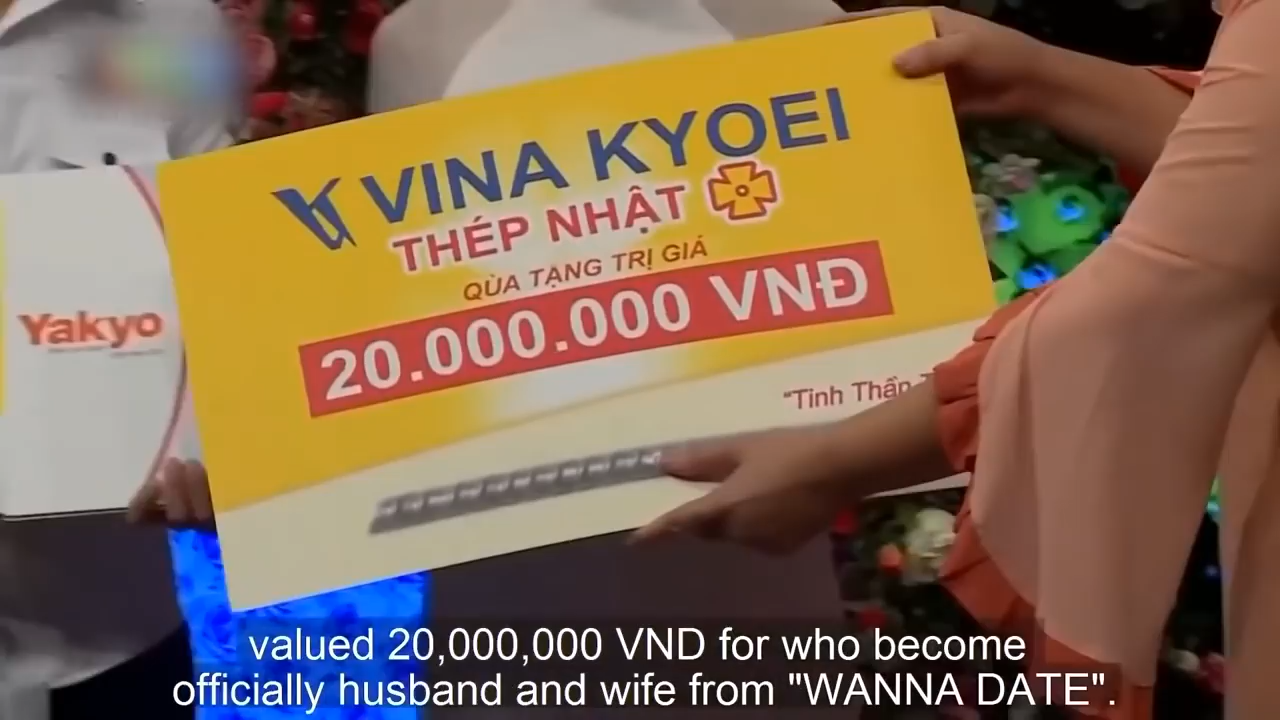 VINA KYOEI
THÉP NHẬT
QÙA TẠNG TRỊ GIÁ
20.000.000 VNĐ
"Tinh Thần
Yakyo
valued 20,000,000 VND for who become
officially husband and wife from "WANNA DATE".